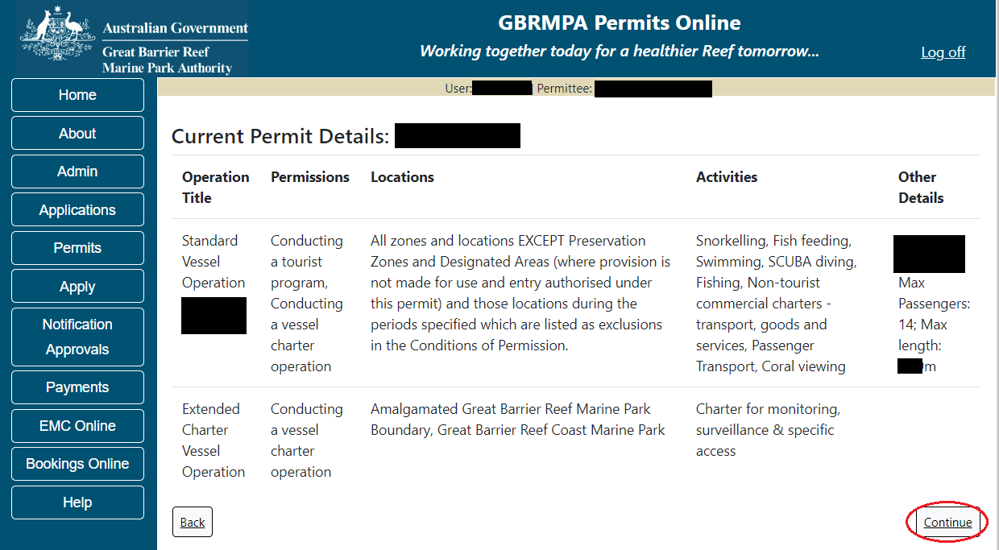 Australian Government
Great Barrier Reef
Marine Park Authority
GBRMPA Permits Online
Working together today for a healthier Reef tomorrow...
Log off
Home
About
Admin
Applications
Permits
Apply
Notification
Approvals
Payments
EMC Online
Bookings Online
Help
User: Permittee:
Current Permit Details:
Operation Title
Permissions
Locations
Activities
Other Details
Standard
Vessel
Operation
Conducting
a tourist
program,
Conducting
a vessel
charter
operation
All zones and locations EXCEPT Preservation
Zones and Designated Areas (where provision is
not made for use and entry authorised under
this permit) and those locations during the
periods specified which are listed as exclusions
in the Conditions of Permission.
Snorkelling, Fish feeding,
Swimming, SCUBA diving,
Fishing, Non-tourist
commercial charters -
transport, goods and
services, Passenger
Transport, Coral viewing
Max
Passengers:
14; Max
length:
m
Extended
Charter
Vessel
Operation
Conducting
a vessel
charter
operation
Amalgamated Great Barrier Reef Marine Park
Boundary, Great Barrier Reef Coast Marine Park
Charter for monitoring,
surveillance & specific
access
Back
Continue